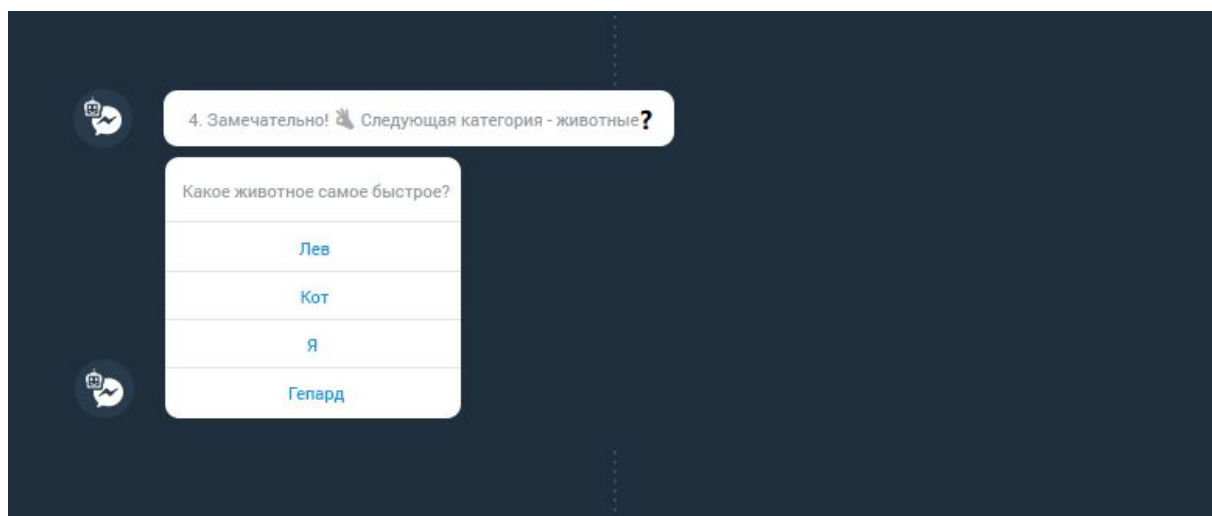 4. Замечательно! 👌 Следующая категория - животные?
Какое животное самое быстрое?
Лев
Кот
Я
Гепард